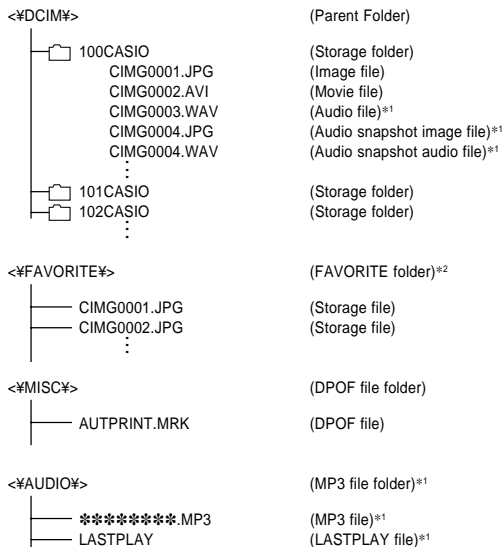 <¥DCIM¥> (Parent Folder)
100CASIO (Storage folder)
CIMG0001.JPG (Image file)
CIMG0002.AVI (Movie file)
CIMG0003.WAV (Audio file)*1
CIMG0004.JPG (Audio snapshot image file)*1
CIMG0004.WAV (Audio snapshot audio file)*1
101CASIO (Storage folder)
102CASIO (Storage folder)
<¥FAVORITE¥> (FAVORITE folder)*2
CIMG0001.JPG (Storage file)
CIMG0002.JPG (Storage file)
<¥MISC¥> (DPOF file folder)
AUTPRINT.MRK (DPOF file)
<¥AUDIO¥> (MP3 file folder)*1
✽✽✽✽✽✽✽✽.MP3 (MP3 file)*1
LASTPLAY (LASTPLAY file)*1